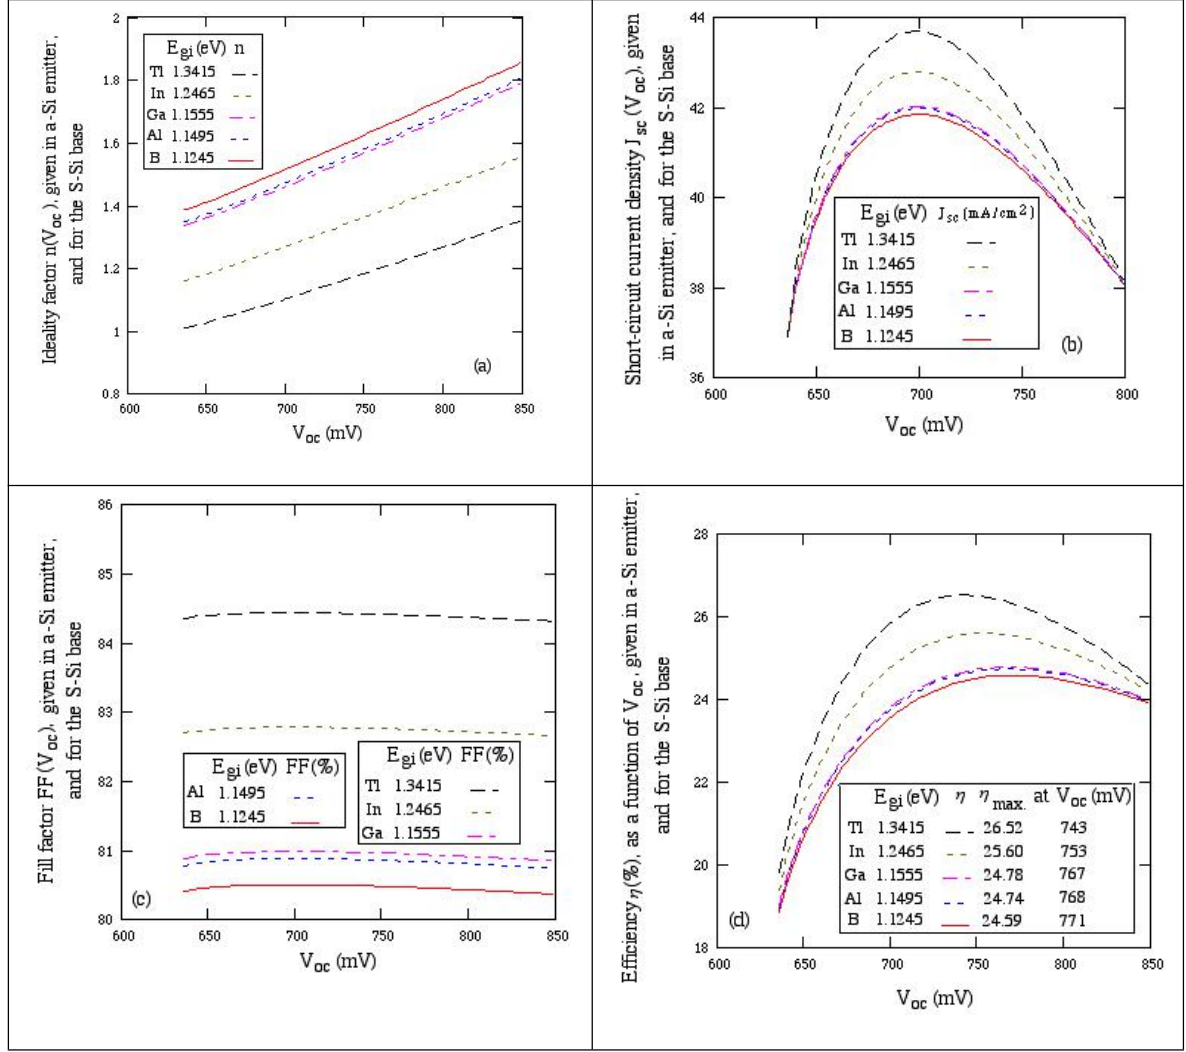 Ideality factor n(Voc), given in a-Si emitter,
and for the S-Si base
2
1.8
1.6
1.4
1.2
1
0.8
Egi (eV) n
Tl 1.3415
In 1.2465
Ga 1.1555
Al 1.1495
B 1.1245
(a)
600 650 700 750 800 850
Voc (mV)
Short-circuit current density Jsc (Voc), given
in a-Si emitter, and for the S-Si base
44
42
40
38
36
Egi (eV) Jsc (mA/cm2)
Tl 1.3415
In 1.2465
Ga 1.1555
Al 1.1495
B 1.1245
(b)
600 650 700 750 800
Voc (mV)
Fill factor FF (Voc), given in a-Si emitter,
and for the S-Si base
86
85
84
83
82
81
80
Egi (eV) FF(%)
Al 1.1495
B 1.1245
Egi (eV) FF(%)
Tl 1.3415
In 1.2465
Ga 1.1555
(c)
600 650 700 750 800 850
Voc (mV)
Efficiency η(%), as a function of Voc, given in a-Si emitter,
and for the S-Si base
28
26
24
22
20
18
Egi (eV) η ηmax. at Voc (mV)
Tl 1.3415 26.52 743
In 1.2465 25.60 753
Ga 1.1555 24.78 767
Al 1.1495 24.74 768
B 1.1245 24.59 771
(d)
600 650 700 750 800 850
Voc (mV)